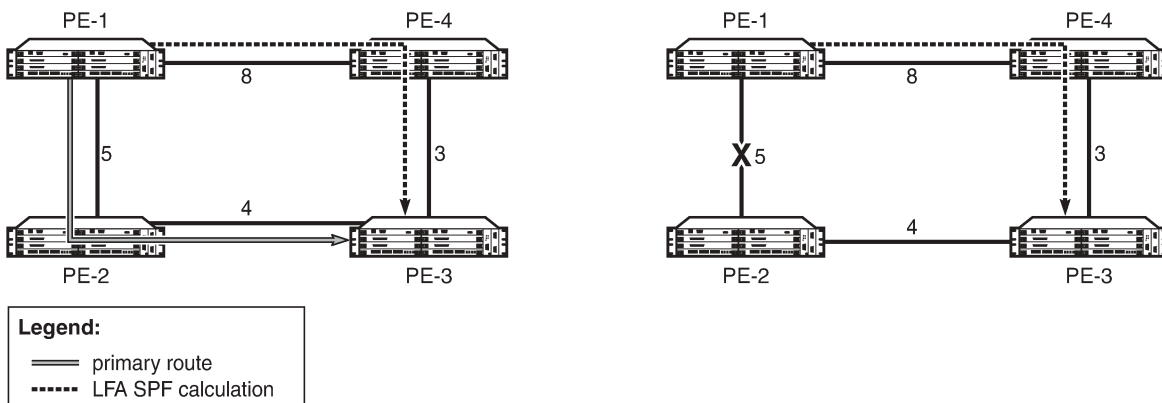 PE-1
PE-4
PE-1
PE-4
8
8
5
3
X 5
3
4
4
PE-2
PE-3
PE-2
PE-3
Legend:
primary route
LFA SPF calculation